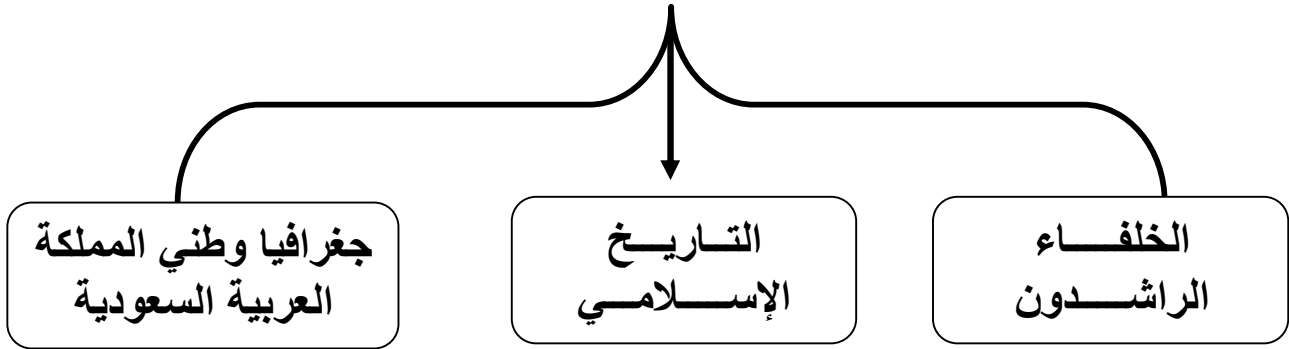 الخلفاء
الراشدون
التاريخ
الإسلامي
جغرافيا وطني المملكة
العربية السعودية